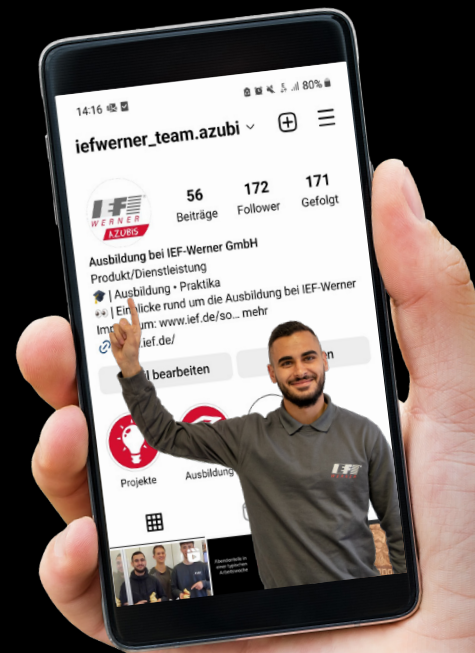 14:16
80%
iefwerner_team.azubi
IEF
WERNER
AZUBIS
56
Beiträge
172
Follower
171
Gefolgt
Ausbildung bei IEF-Werner GmbH
Produkt/Dienstleistung
| Ausbildung • Praktika
| Einblicke rund um die Ausbildung bei IEF-Werner
www.ief.de/so... mehr
.ief.de/
bearbeiten
Projekte
Ausbildung
IEF
WERNER